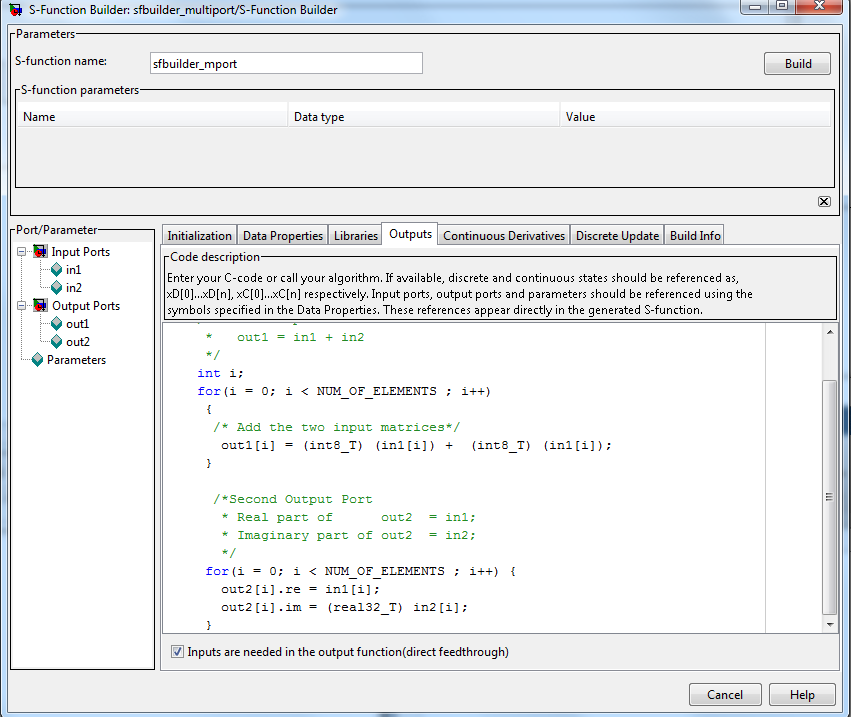 S-Function Builder: sfbuilder_multiport/S-Function Builder
Parameters
S-function name:
sfbuilder_mport
Build
S-function parameters
Name Data type Value
Port/Parameter
Input Ports
in1
in2
Output Ports
out1
out2
Parameters
Initialization Data Properties Libraries Outputs Continuous Derivatives Discrete Update Build Info
Code description
Enter your C-code or call your algorithm. If available, discrete and continuous states should be referenced as,
xD[0]...xD[n], xC[0]...xC[n] respectively. Input ports, output ports and parameters should be referenced using the
symbols specified in the Data Properties. These references appear directly in the generated S-function.
* out1 = in1 + in2
*/
int i;
for(i = 0; i < NUM_OF_ELEMENTS ; i++)
{
/* Add the two input matrices*/
out1[i] = (int8_T) (in1[i]) + (int8_T) (in1[i]);
}
/*Second Output Port
* Real part of out2 = in1;
* Imaginary part of out2 = in2;
*/
for(i = 0; i < NUM_OF_ELEMENTS ; i++) {
out2[i].re = in1[i];
out2[i].im = (real32_T) in2[i];
}
Inputs are needed in the output function(direct feedthrough)
Cancel
Help